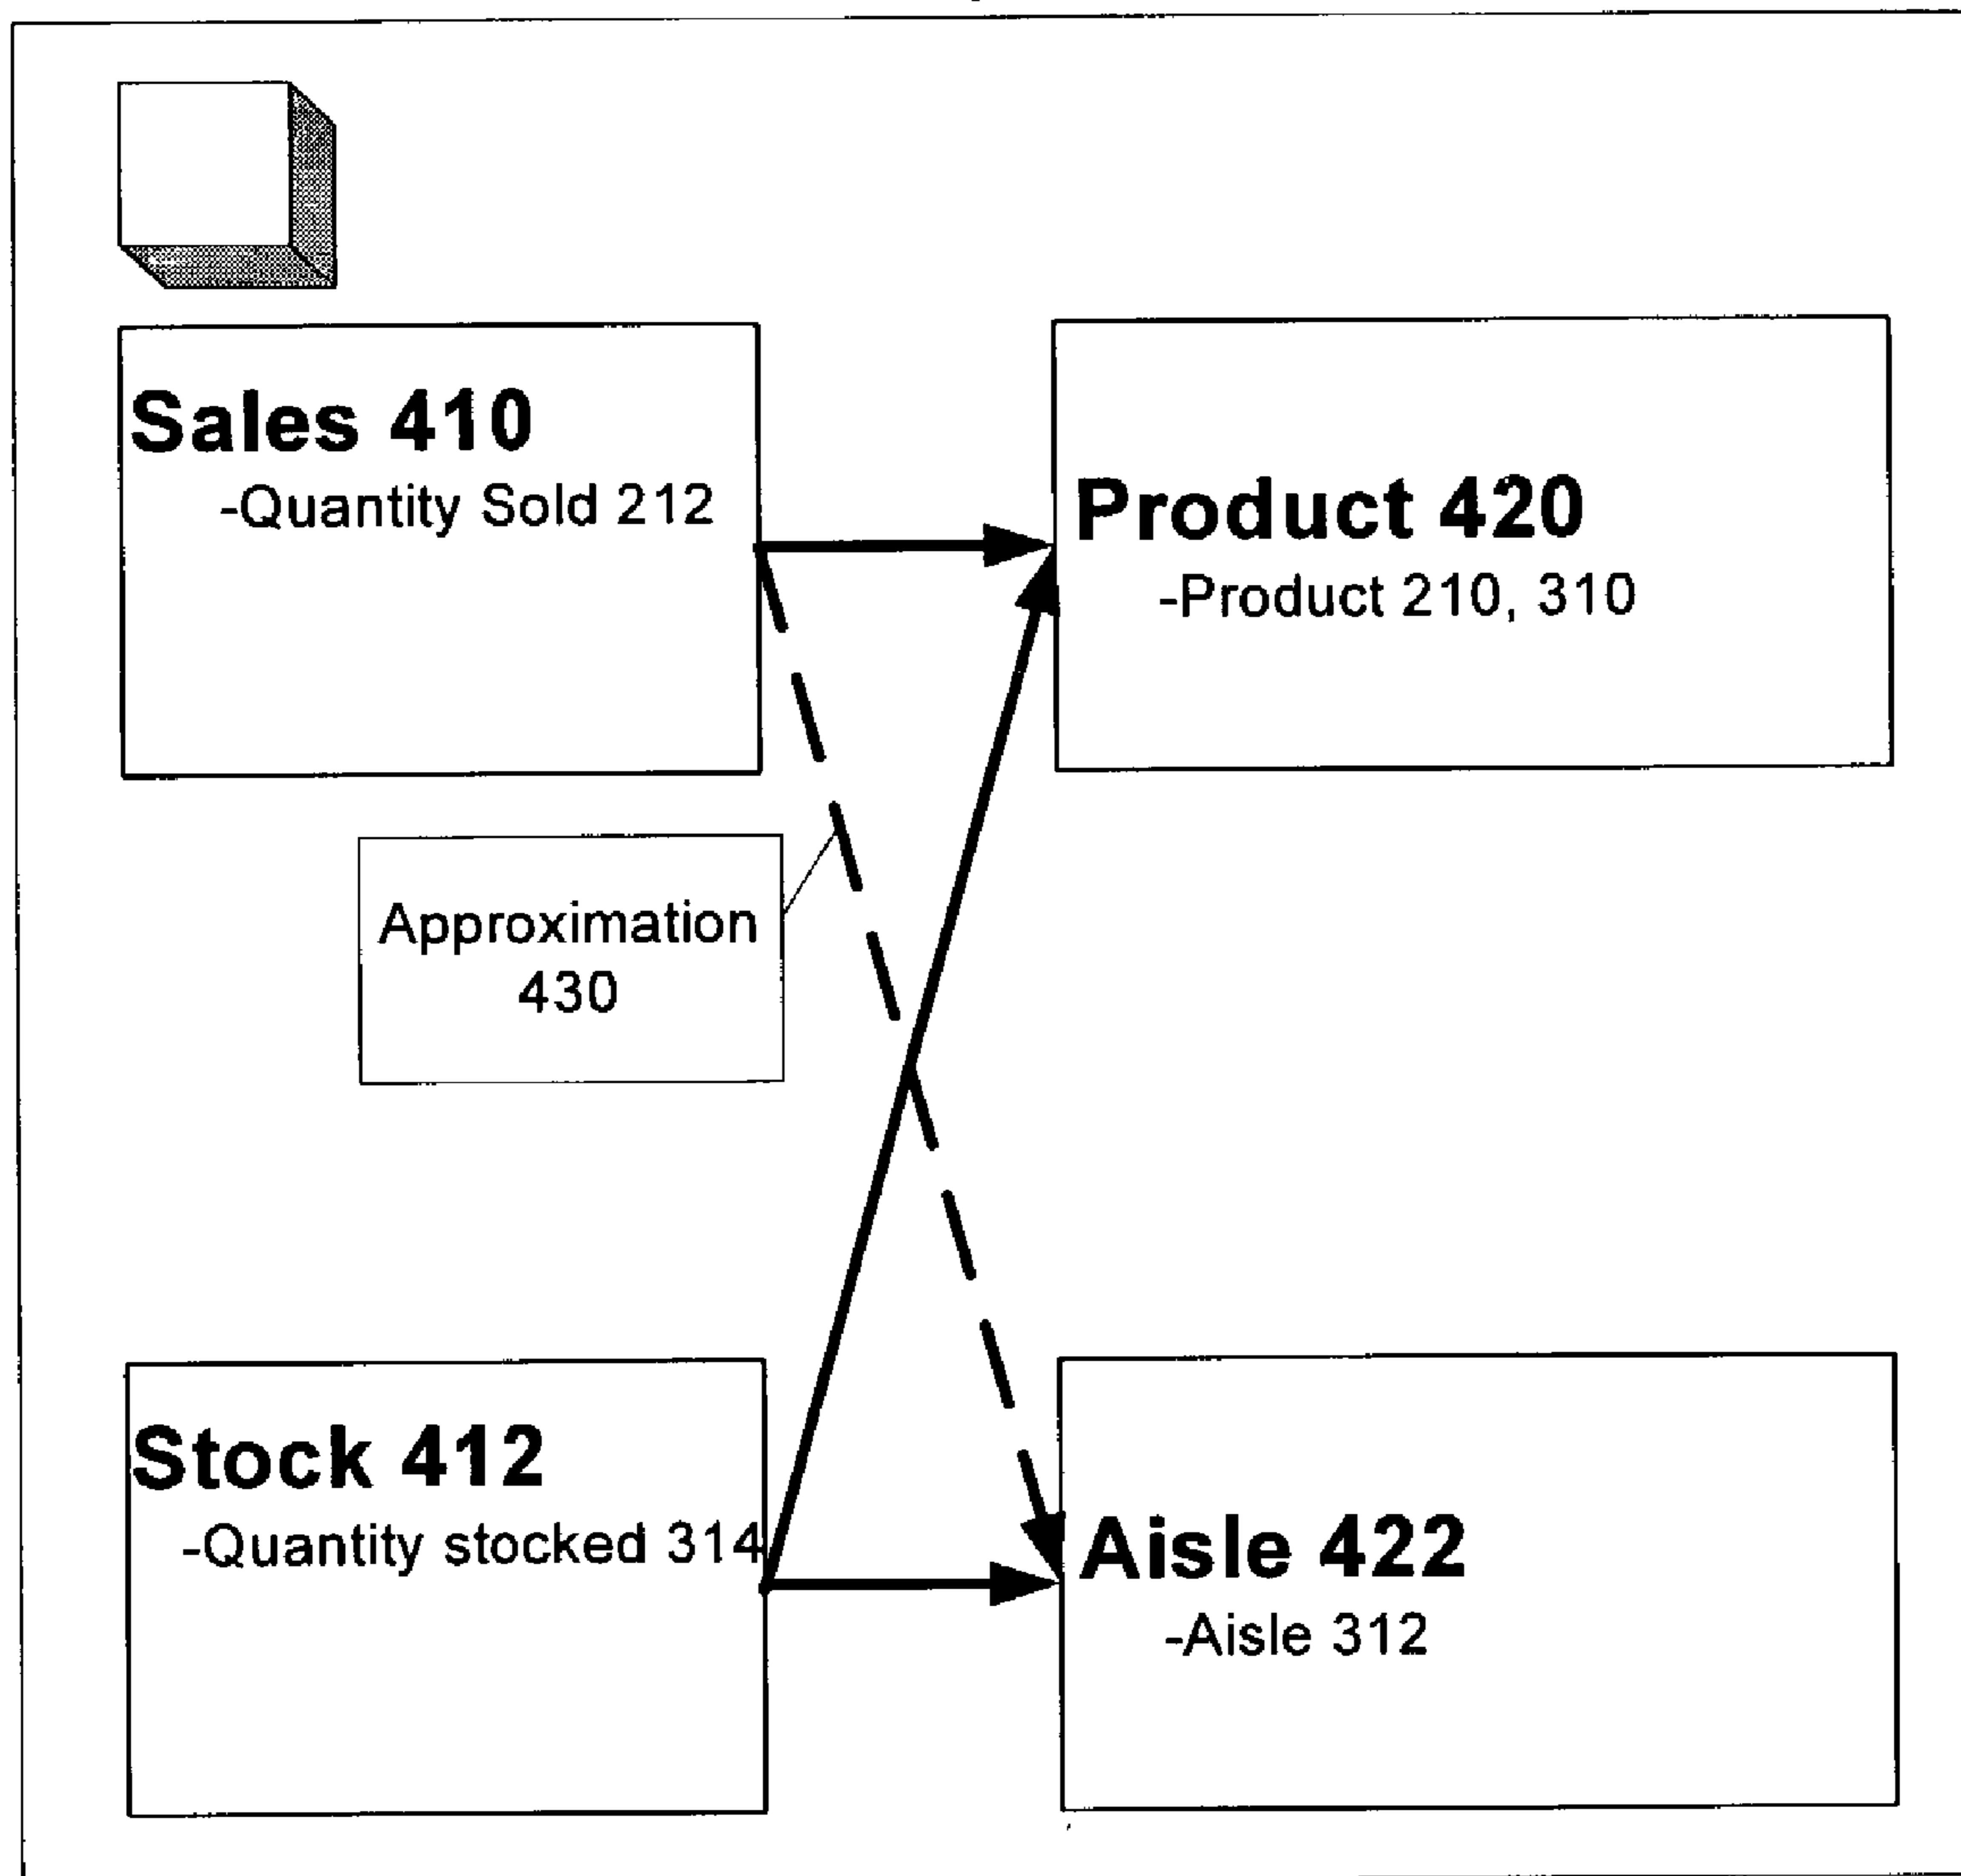 Sales 410
-Quantity Sold 212
Product 420
-Product 210, 310
Approximation
430
Stock 412
-Quantity stocked 314
Aisle 422
-Aisle 312